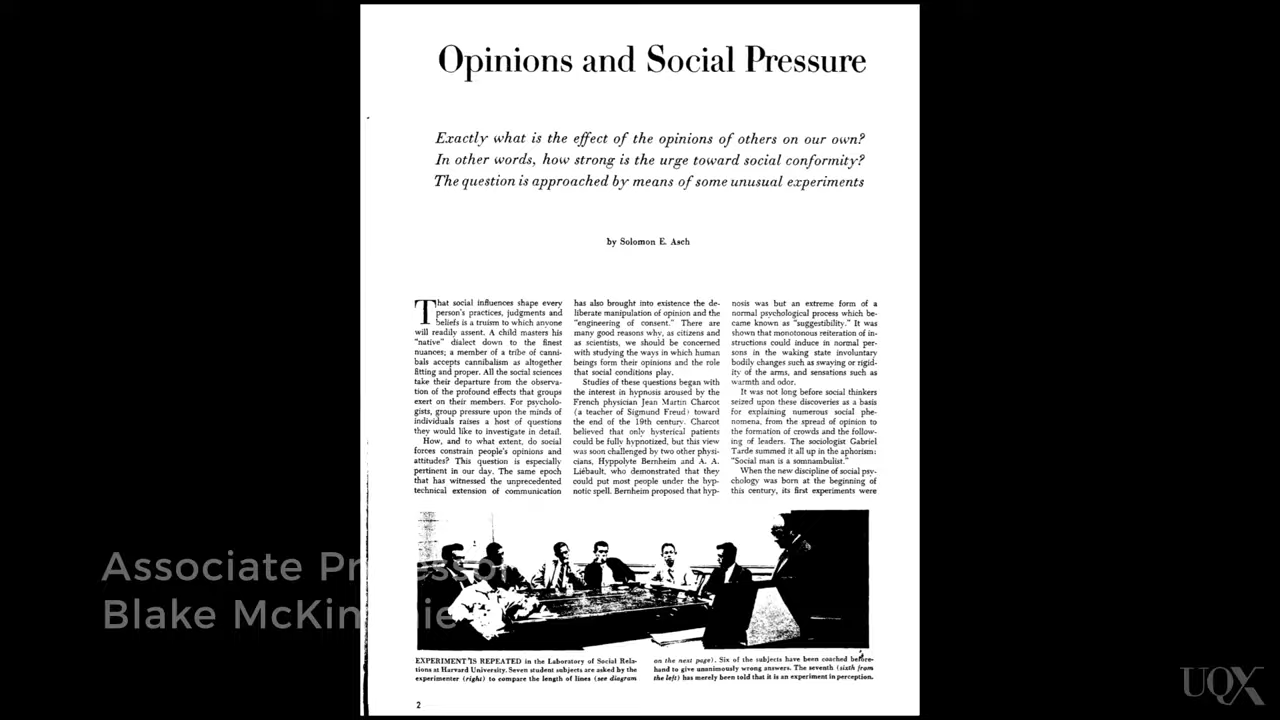 Opinions and Social Pressure
Exactly what is the effect of the opinions of others on our own?
In other words, how strong is the urge toward social conformity?
The question is approached by means of some unusual experiments
by Solomon E. Asch
That social influences shape every
person's practices, judgments and
beliefs is a truism to which anyone
will readily assent. A child masters his
"native" dialect down to the finest
nuances; a member of a tribe of canni-
bals accepts cannibalism as altogether
fitting and proper. All the social sciences
take their departure from the observa-
tion of the profound effects that groups
exert on their members. For psycholo-
gists, group pressure upon the minds of
individuals raises a host of questions
they would like to investigate in detail.
How, and to what extent, do social
forces constrain people's opinions and
attitudes? This question is especially
pertinent in our day. The same epoch
that has witnessed the unprecedented
technical extension of communication
has also brought into existence the de-
liberate manipulation of opinion and the
"engineering of consent." There are
many good reasons why, as citizens and
as scientists, we should be concerned
with studying the ways in which human
beings form their opinions and the role
that social conditions play.
Studies of these questions began with
the interest in hypnosis aroused by the
French physician Jean Martin Charcot
(a teacher of Sigmund Freud) toward
the end of the 19th century. Charcot
believed that only hysterical patients
could be fully hypnotized, but this view
was soon challenged by two other physi-
cians, Hyppolyte Bernheim and A. A.
Liébault, who demonstrated that they
could put most people under the hyp-
notic spell. Bernheim proposed that hyp-
nosis was but an extreme form of a
normal psychological process which be-
came known as "suggestibility." It was
shown that monotonous reiteration of in-
structions could induce in normal per-
sons in the waking state involuntary
bodily changes such as swaying or rigid-
ity of the arms, and sensations such as
warmth and odor.
It was not long before social thinkers
seized upon these discoveries as a basis
for explaining numerous social phe-
nomena, from the spread of opinion to
the formation of crowds and the follow-
ing of leaders. The sociologist Gabriel
Tarde summed it all up in the aphorism:
"Social man is a somnambulist."
When the new discipline of social psy-
chology was born at the beginning of
this century, its first experiments were
Associate Professor
Blake McKimmie
EXPERIMENT IS REPEATED in the Laboratory of Social Rela-
tions at Harvard University. Seven student subjects are asked by the
experimenter (right) to compare the length of lines (see diagram
on the next page). Six of the subjects have been coached before-
hand to give unanimously wrong answers. The seventh (sixth from
the left) has merely been told that it is an experiment in perception.
2
UQX